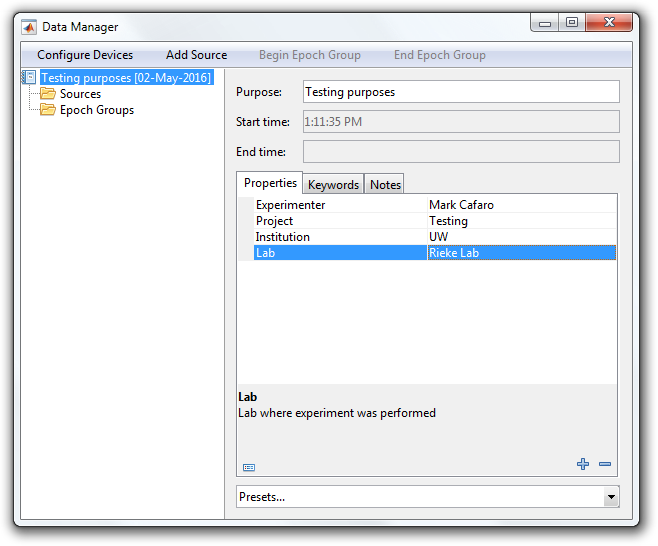 Data Manager
Configure Devices Add Source Begin Epoch Group End Epoch Group
Testing purposes [02-May-2016]
Sources
Epoch Groups
Purpose: Testing purposes
Start time: 1:11:35 PM
End time:
Properties Keywords Notes
Experimenter Mark Cafaro
Project Testing
Institution UW
Lab Rieke Lab
Lab
Lab where experiment was performed
Presets...